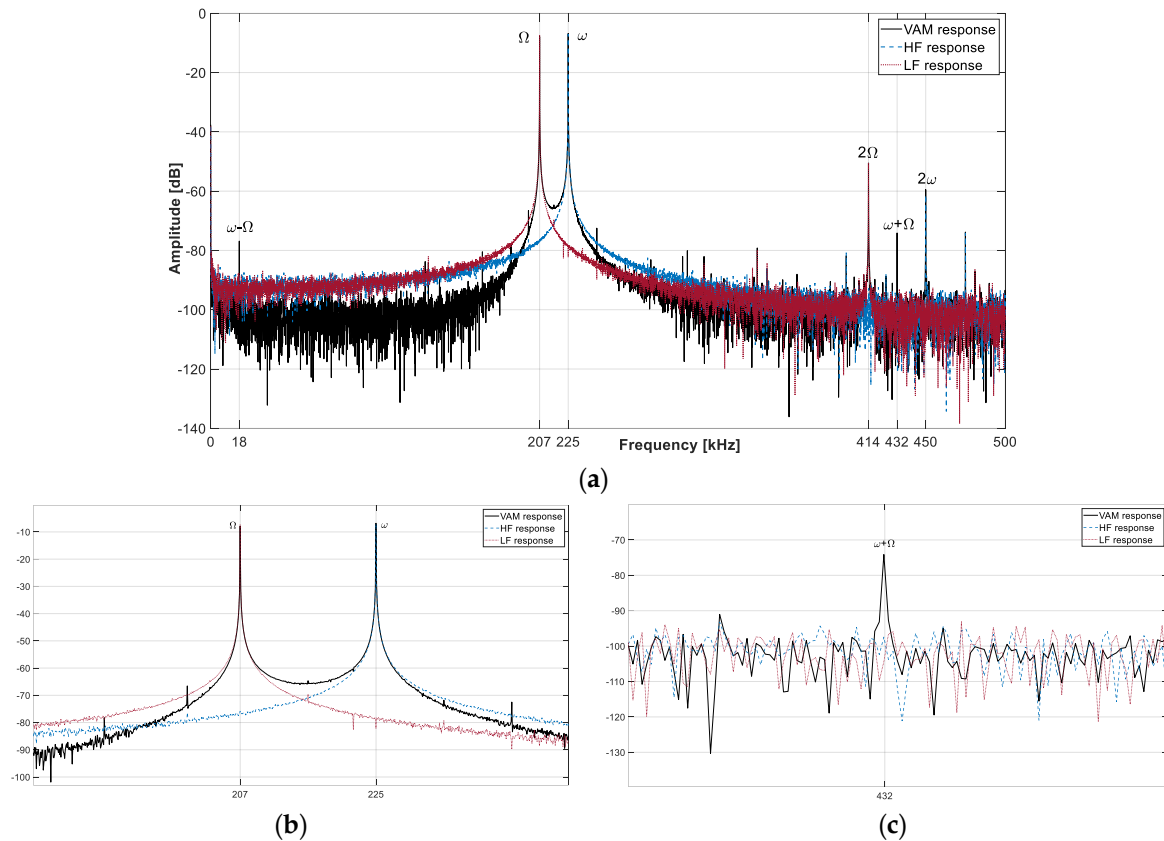 0
-20
-40
-60
-80
-100
-120
-140
Amplitude [dB]
Ω
ω
ω-Ω
2Ω
ω+Ω
2ω
VAM response
HF response
LF response
0 18 207 225 414 432 450 500
Frequency [kHz]
(a)
-10
-20
-30
-40
-50
-60
-70
-80
-90
-100
Ω
ω
VAM response
HF response
LF response
207 225
(b)
-70
-80
-90
-100
-110
-120
-130
ω+Ω
VAM response
HF response
LF response
432
(c)